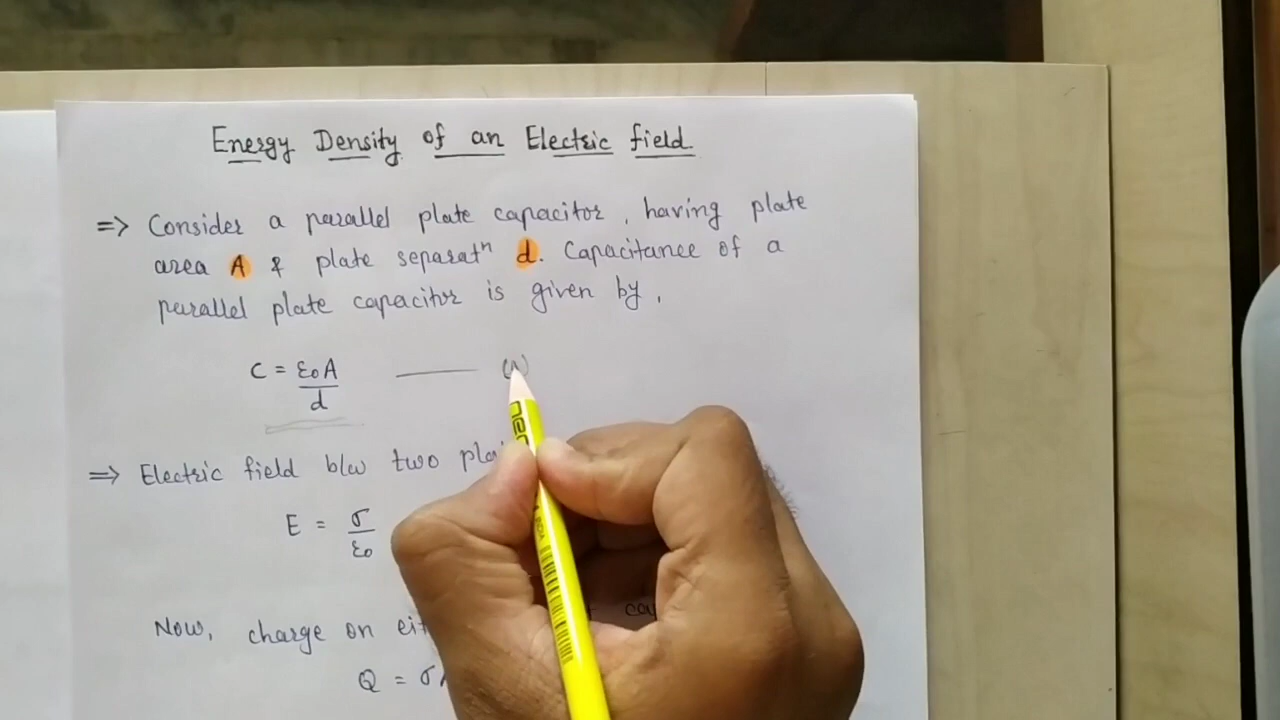 Energy Density of an Electric field
=> Consider a parallel plate capacitor, having plate
area A & plate separatⁿ d. Capacitance of a
parallel plate capacitor is given by,
C = ε₀A/d
=> Electric field b/w two
E = σ/ε₀
Now, charge on
Q = σ